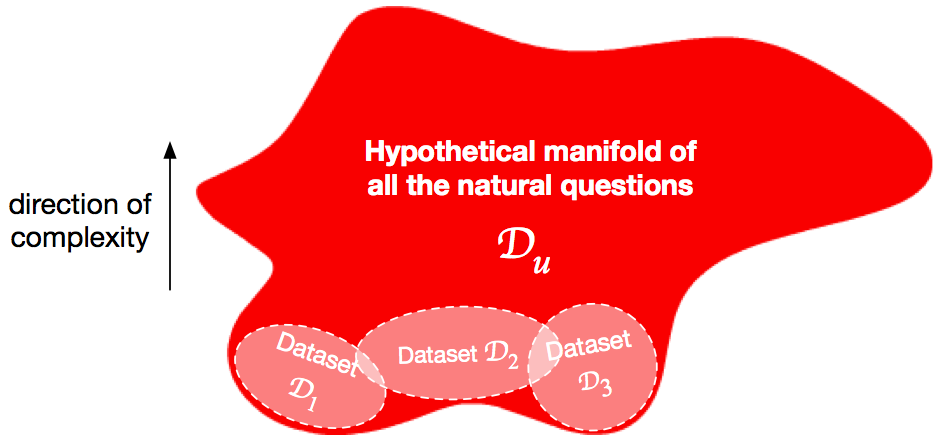 Hypothetical manifold of
all the natural questions
𝒟u
direction of
complexity
Dataset
𝒟1
Dataset 𝒟2
Dataset
𝒟3